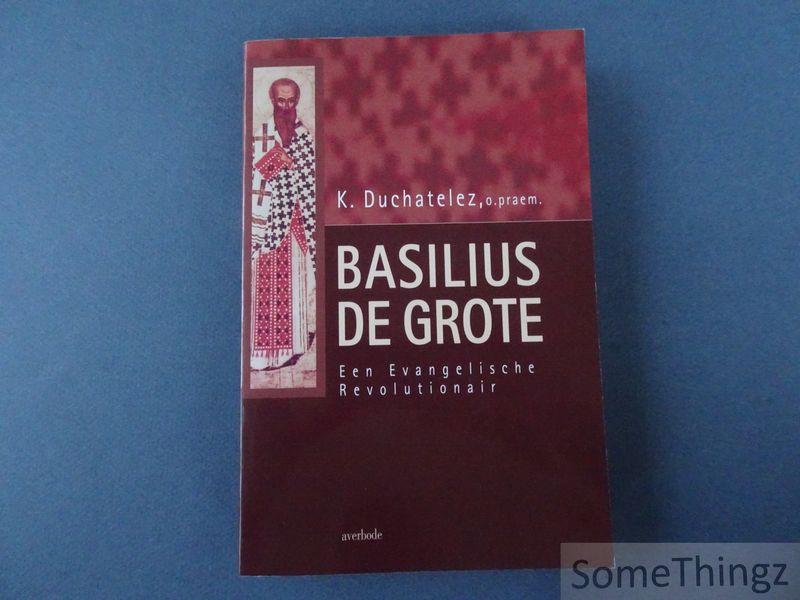 K. Duchatelez, o.praem.
BASILIUS
DE GROTE
Een Evangelische
Revolutionair
averbode
SomeThingz